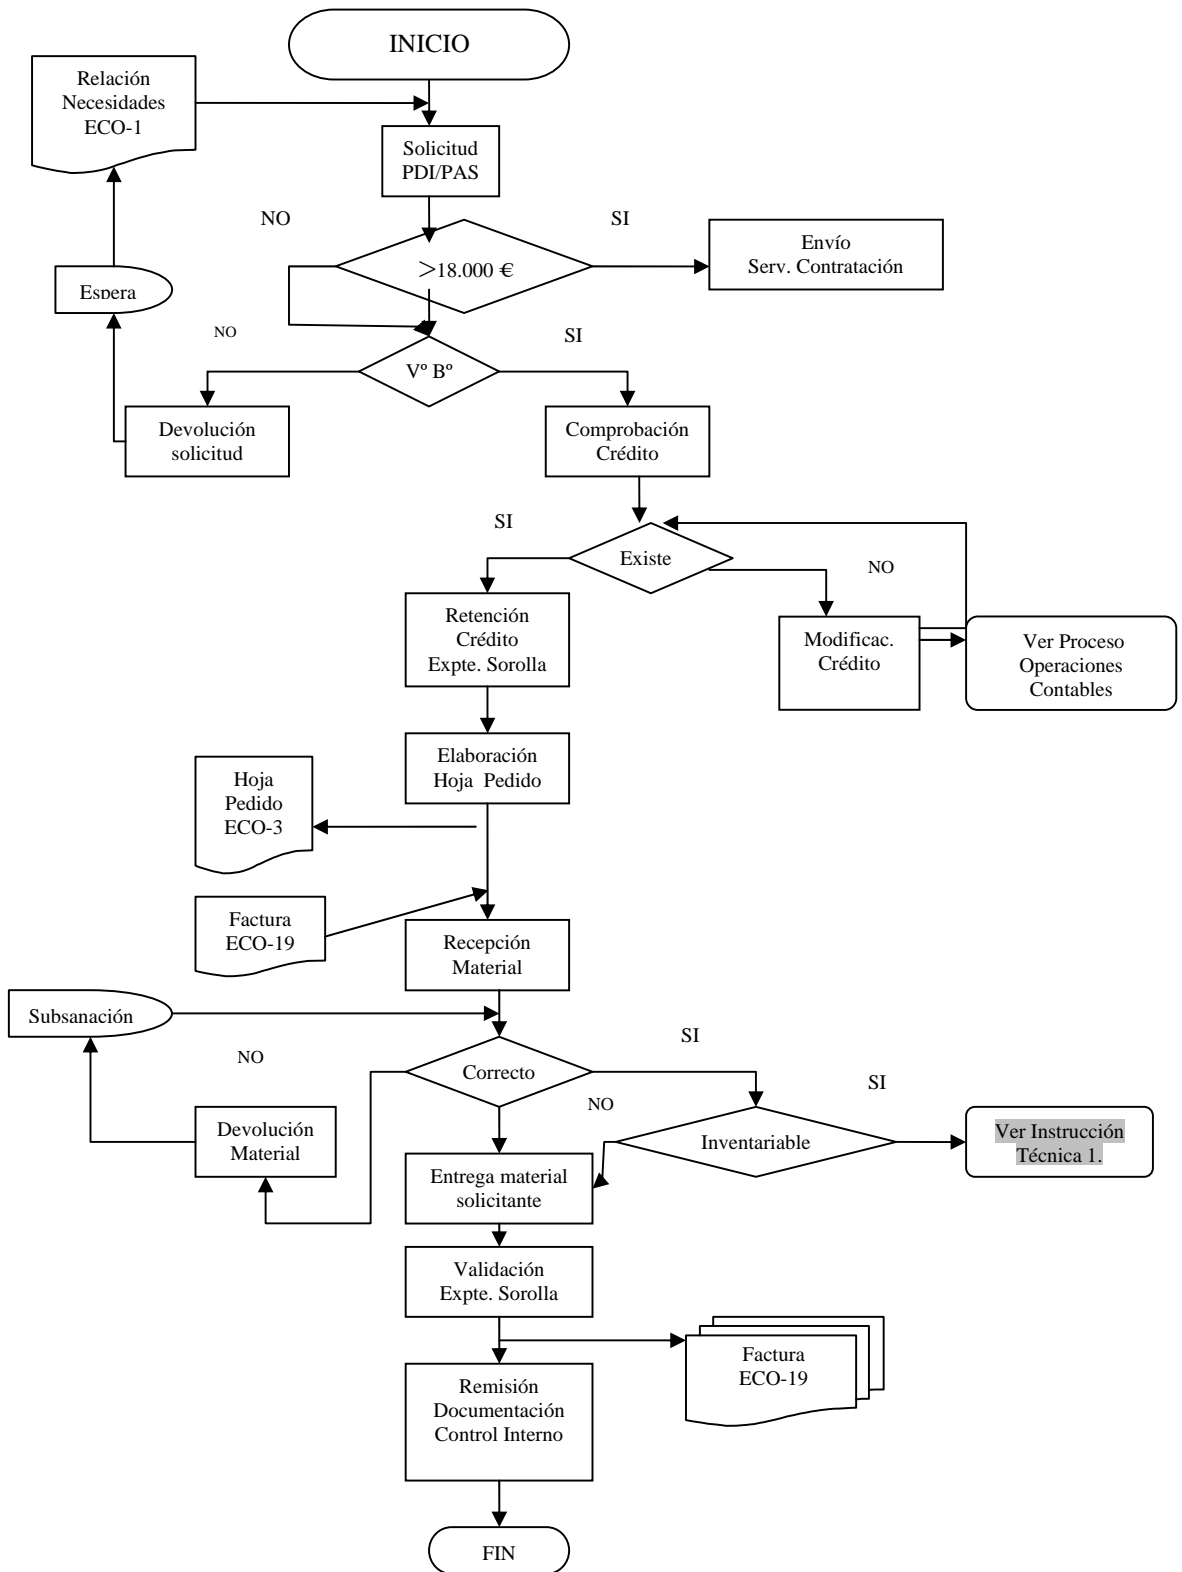 INICIO
Relación
Necesidades
ECO-1
Solicitud
PDI/PAS
NO
SI
>18.000 €
Envío
Serv. Contratación
Espera
NO
SI
Vº Bº
Devolución
solicitud
Comprobación
Crédito
SI
Existe
NO
Retención
Crédito
Expte. Sorolla
Modificac.
Crédito
Ver Proceso
Operaciones
Contables
Elaboración
Hoja Pedido
Hoja
Pedido
ECO-3
Factura
ECO-19
Recepción
Material
Subsanación
NO
SI
Correcto
SI
NO
Devolución
Material
Inventariable
Ver Instrucción
Técnica 1.
Entrega material
solicitante
Validación
Expte. Sorolla
Factura
ECO-19
Remisión
Documentación
Control Interno
FIN